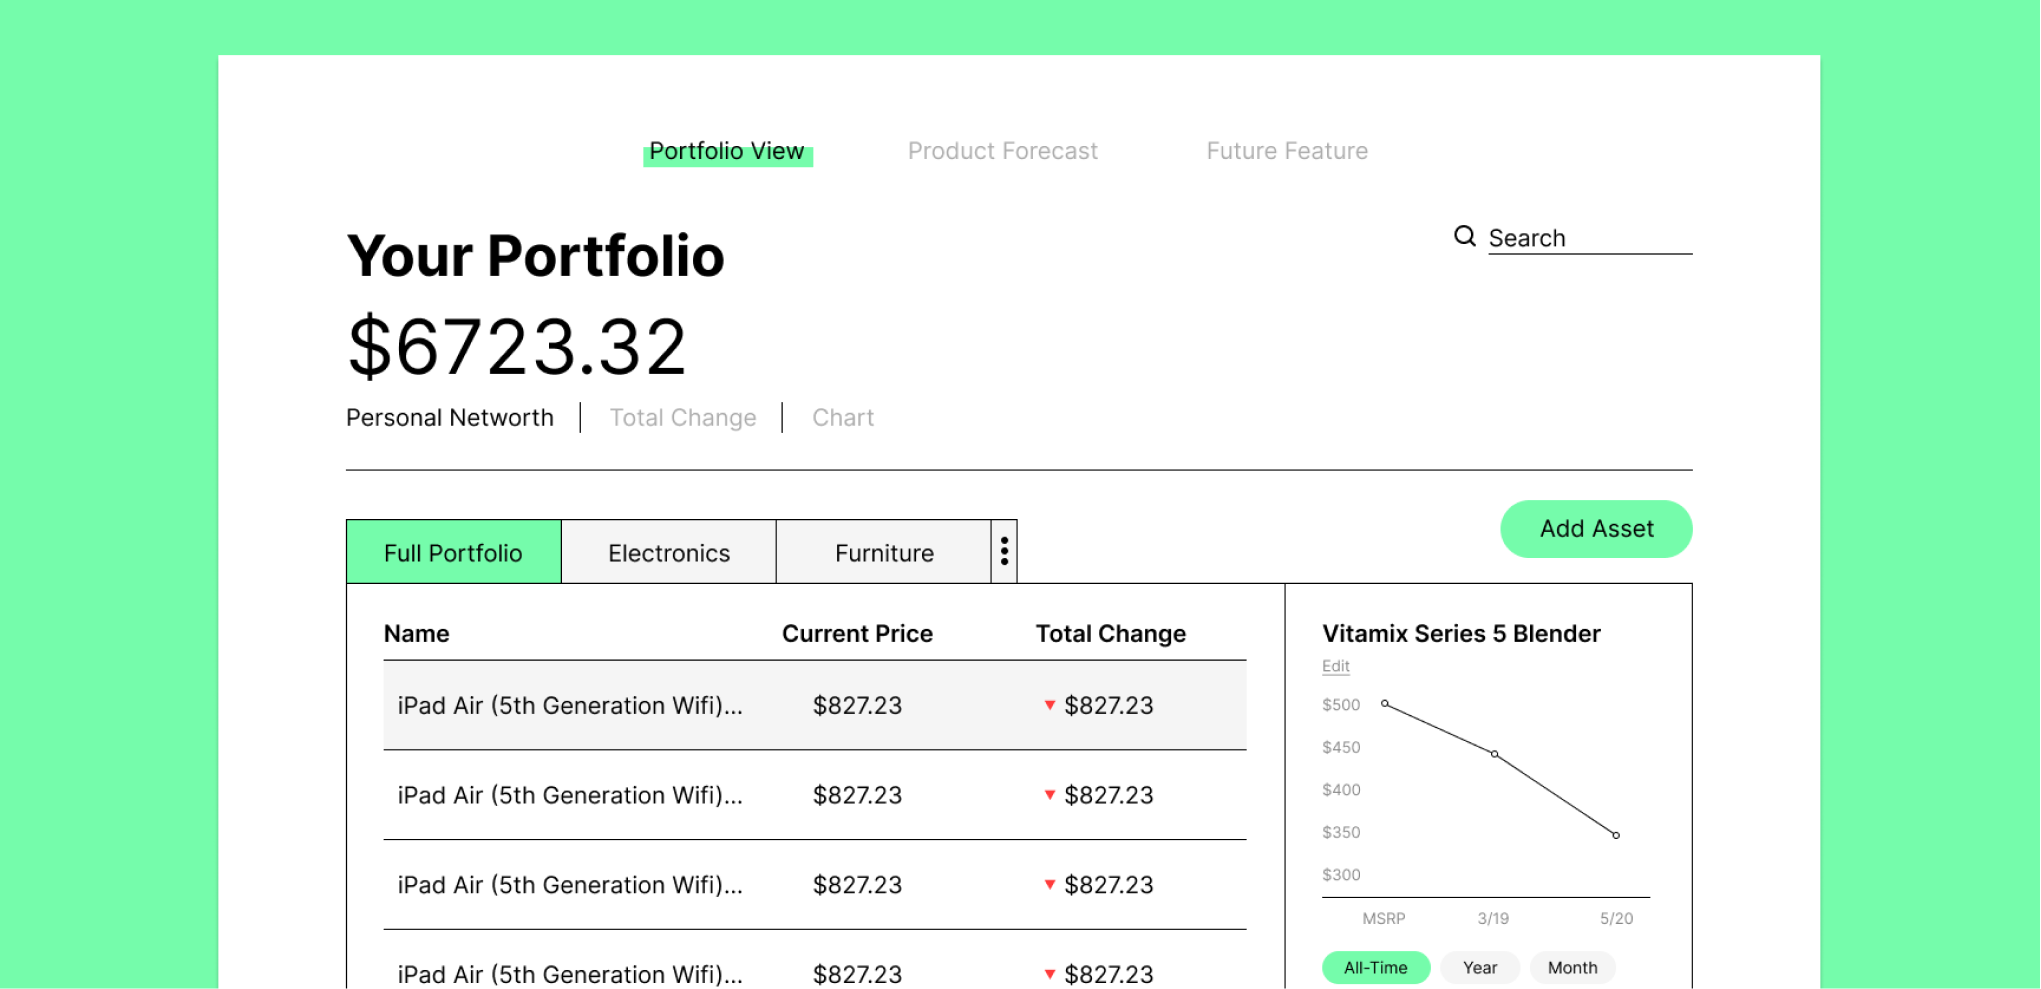 Portfolio View Product Forecast Future Feature
Your Portfolio
Search
$6723.32
Personal Networth Total Change Chart
Add Asset
Full Portfolio Electronics Furniture
Name Current Price Total Change
iPad Air (5th Generation Wifi)... $827.23 $827.23
iPad Air (5th Generation Wifi)... $827.23 $827.23
iPad Air (5th Generation Wifi)... $827.23 $827.23
iPad Air (5th Generation Wifi)... $827.23 $827.23
Vitamix Series 5 Blender
Edit
$500
$450
$400
$350
$300
MSRP 3/19 5/20
All-Time Year Month